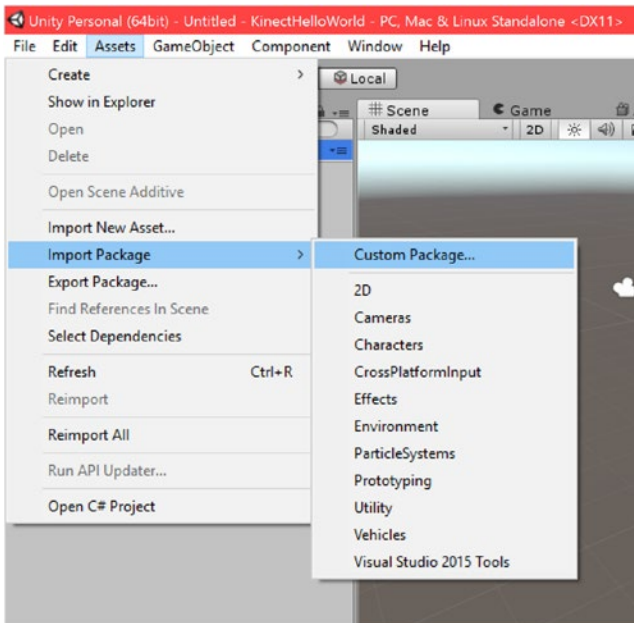 Unity Personal (64bit) - Untitled - KinectHelloWorld - PC, Mac & Linux Standalone <DX11>
File Edit Assets GameObject Component Window Help
Create
Local
Show in Explorer
Scene Game
Open
Shaded 2D
Delete
Open Scene Additive
Import New Asset...
Import Package
Export Package...
Find References In Scene
Select Dependencies
Refresh Ctrl+R
Reimport
Reimport All
Run API Updater...
Open C# Project
Custom Package...
2D
Cameras
Characters
CrossPlatformInput
Effects
Environment
ParticleSystems
Prototyping
Utility
Vehicles
Visual Studio 2015 Tools